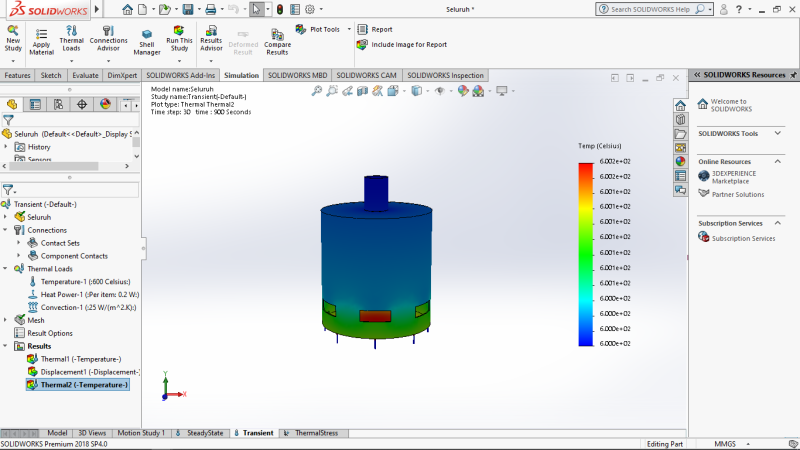 SOLIDWORKS
Seluruh *
Search SOLIDWORKS Help
New Study
Apply Material
Thermal Loads
Connections Advisor
Shell Manager
Run This Study
Results Advisor
Deformed Result
Compare Results
Plot Tools
Report
Include Image for Report
Features
Sketch
Evaluate
DimXpert
SOLIDWORKS Add-Ins
Simulation
SOLIDWORKS MBD
SOLIDWORKS CAM
SOLIDWORKS Inspection
Seluruh (Default<<Default>_Display S
History
Sensors
Transient (-Default-)
Seluruh
Connections
Contact Sets
Component Contacts
Thermal Loads
Temperature-1 (:600 Celsius:)
Heat Power-1 (:Per item: 0.2 W:)
Convection-1 (:25 W/(m^2.K):)
Mesh
Result Options
Results
Thermal1 (-Temperature-)
Displacement1 (-Displacement-)
Thermal2 (-Temperature-)
Model name:Seluruh
Study name:Transient(-Default-)
Plot type: Thermal Thermal2
Time step: 30 time : 900 Seconds
Temp (Celsius)
6.002e+02
6.002e+02
6.002e+02
6.001e+02
6.001e+02
6.001e+02
6.001e+02
6.001e+02
6.001e+02
6.000e+02
6.000e+02
6.000e+02
6.000e+02
Y
X
SOLIDWORKS Resources
Welcome to SOLIDWORKS
SOLIDWORKS Tools
Online Resources
3DEXPERIENCE Marketplace
Partner Solutions
Subscription Services
Subscription Services
Model
3D Views
Motion Study 1
SteadyState
Transient
ThermalStress
SOLIDWORKS Premium 2018 SP4.0
Editing Part
MMGS